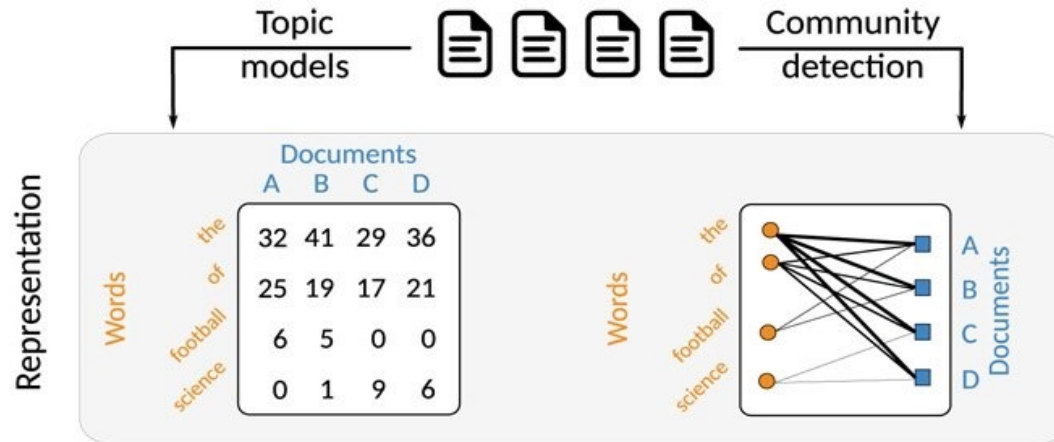 Topic
models
Community
detection
Representation
Documents
A B C D
Words
the
32 41 29 36
of
25 19 17 21
football
6 5 0 0
science
0 1 9 6
Words
the
of
football
science
A
B
C
D
Documents